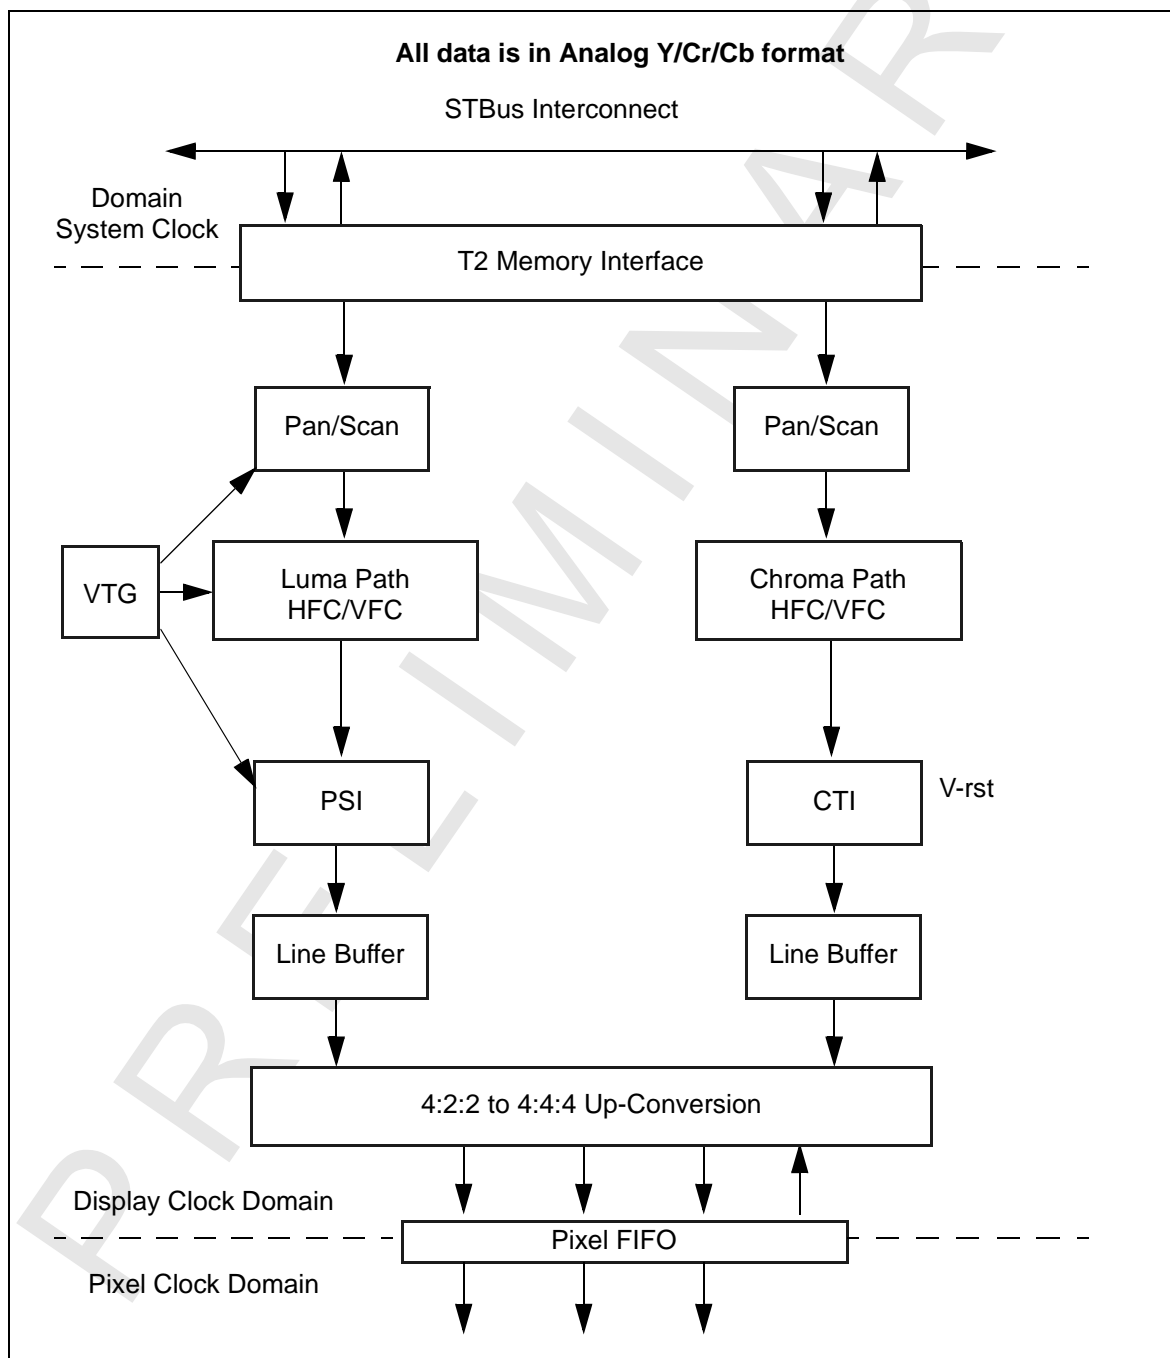 All data is in Analog Y/Cr/Cb format
STBus Interconnect
Domain
System Clock
T2 Memory Interface
Pan/Scan
Pan/Scan
VTG
Luma Path
HFC/VFC
Chroma Path
HFC/VFC
PSI
CTI
V-rst
Line Buffer
Line Buffer
4:2:2 to 4:4:4 Up-Conversion
Display Clock Domain
Pixel FIFO
Pixel Clock Domain
PRELIMINAR